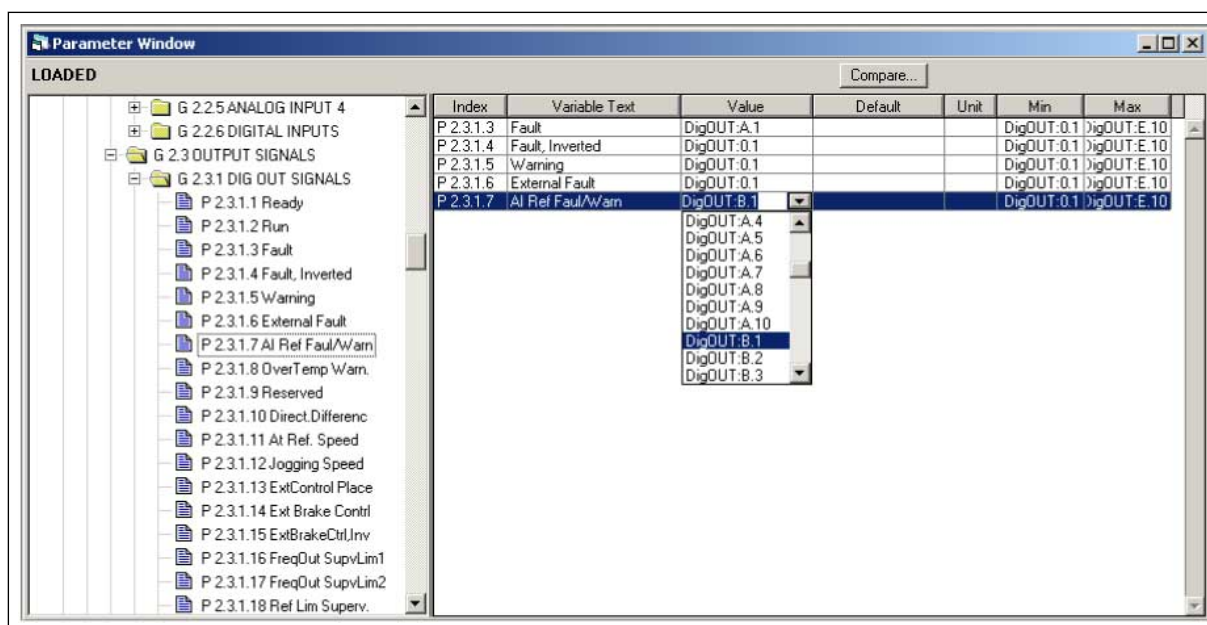 Parameter Window
LOADED
Compare...
G 2.2.5 ANALOG INPUT 4
G 2.2.6 DIGITAL INPUTS
G 2.3 OUTPUT SIGNALS
G 2.3.1 DIG OUT SIGNALS
P 2.3.1.1 Ready
P 2.3.1.2 Run
P 2.3.1.3 Fault
P 2.3.1.4 Fault, Inverted
P 2.3.1.5 Warning
P 2.3.1.6 External Fault
P 2.3.1.7 AI Ref Faul/Warn
P 2.3.1.8 OverTemp Warn.
P 2.3.1.9 Reserved
P 2.3.1.10 Direct.Differenc
P 2.3.1.11 At Ref. Speed
P 2.3.1.12 Jogging Speed
P 2.3.1.13 ExtControl Place
P 2.3.1.14 Ext Brake Contrl
P 2.3.1.15 ExtBrakeCtrl,Inv
P 2.3.1.16 FreqOut SupvLim1
P 2.3.1.17 FreqOut SupvLim2
P 2.3.1.18 Ref Lim Superv.
Index Variable Text Value Default Unit Min Max
P 2.3.1.3 Fault DigOUT:A.1 DigOUT:0.1 DigOUT:E.10
P 2.3.1.4 Fault, Inverted DigOUT:0.1 DigOUT:0.1 DigOUT:E.10
P 2.3.1.5 Warning DigOUT:0.1 DigOUT:0.1 DigOUT:E.10
P 2.3.1.6 External Fault DigOUT:0.1 DigOUT:0.1 DigOUT:E.10
P 2.3.1.7 AI Ref Faul/Warn DigOUT:B.1 DigOUT:0.1 DigOUT:E.10
DigOUT:A.4
DigOUT:A.5
DigOUT:A.6
DigOUT:A.7
DigOUT:A.8
DigOUT:A.9
DigOUT:A.10
DigOUT:B.1
DigOUT:B.2
DigOUT:B.3